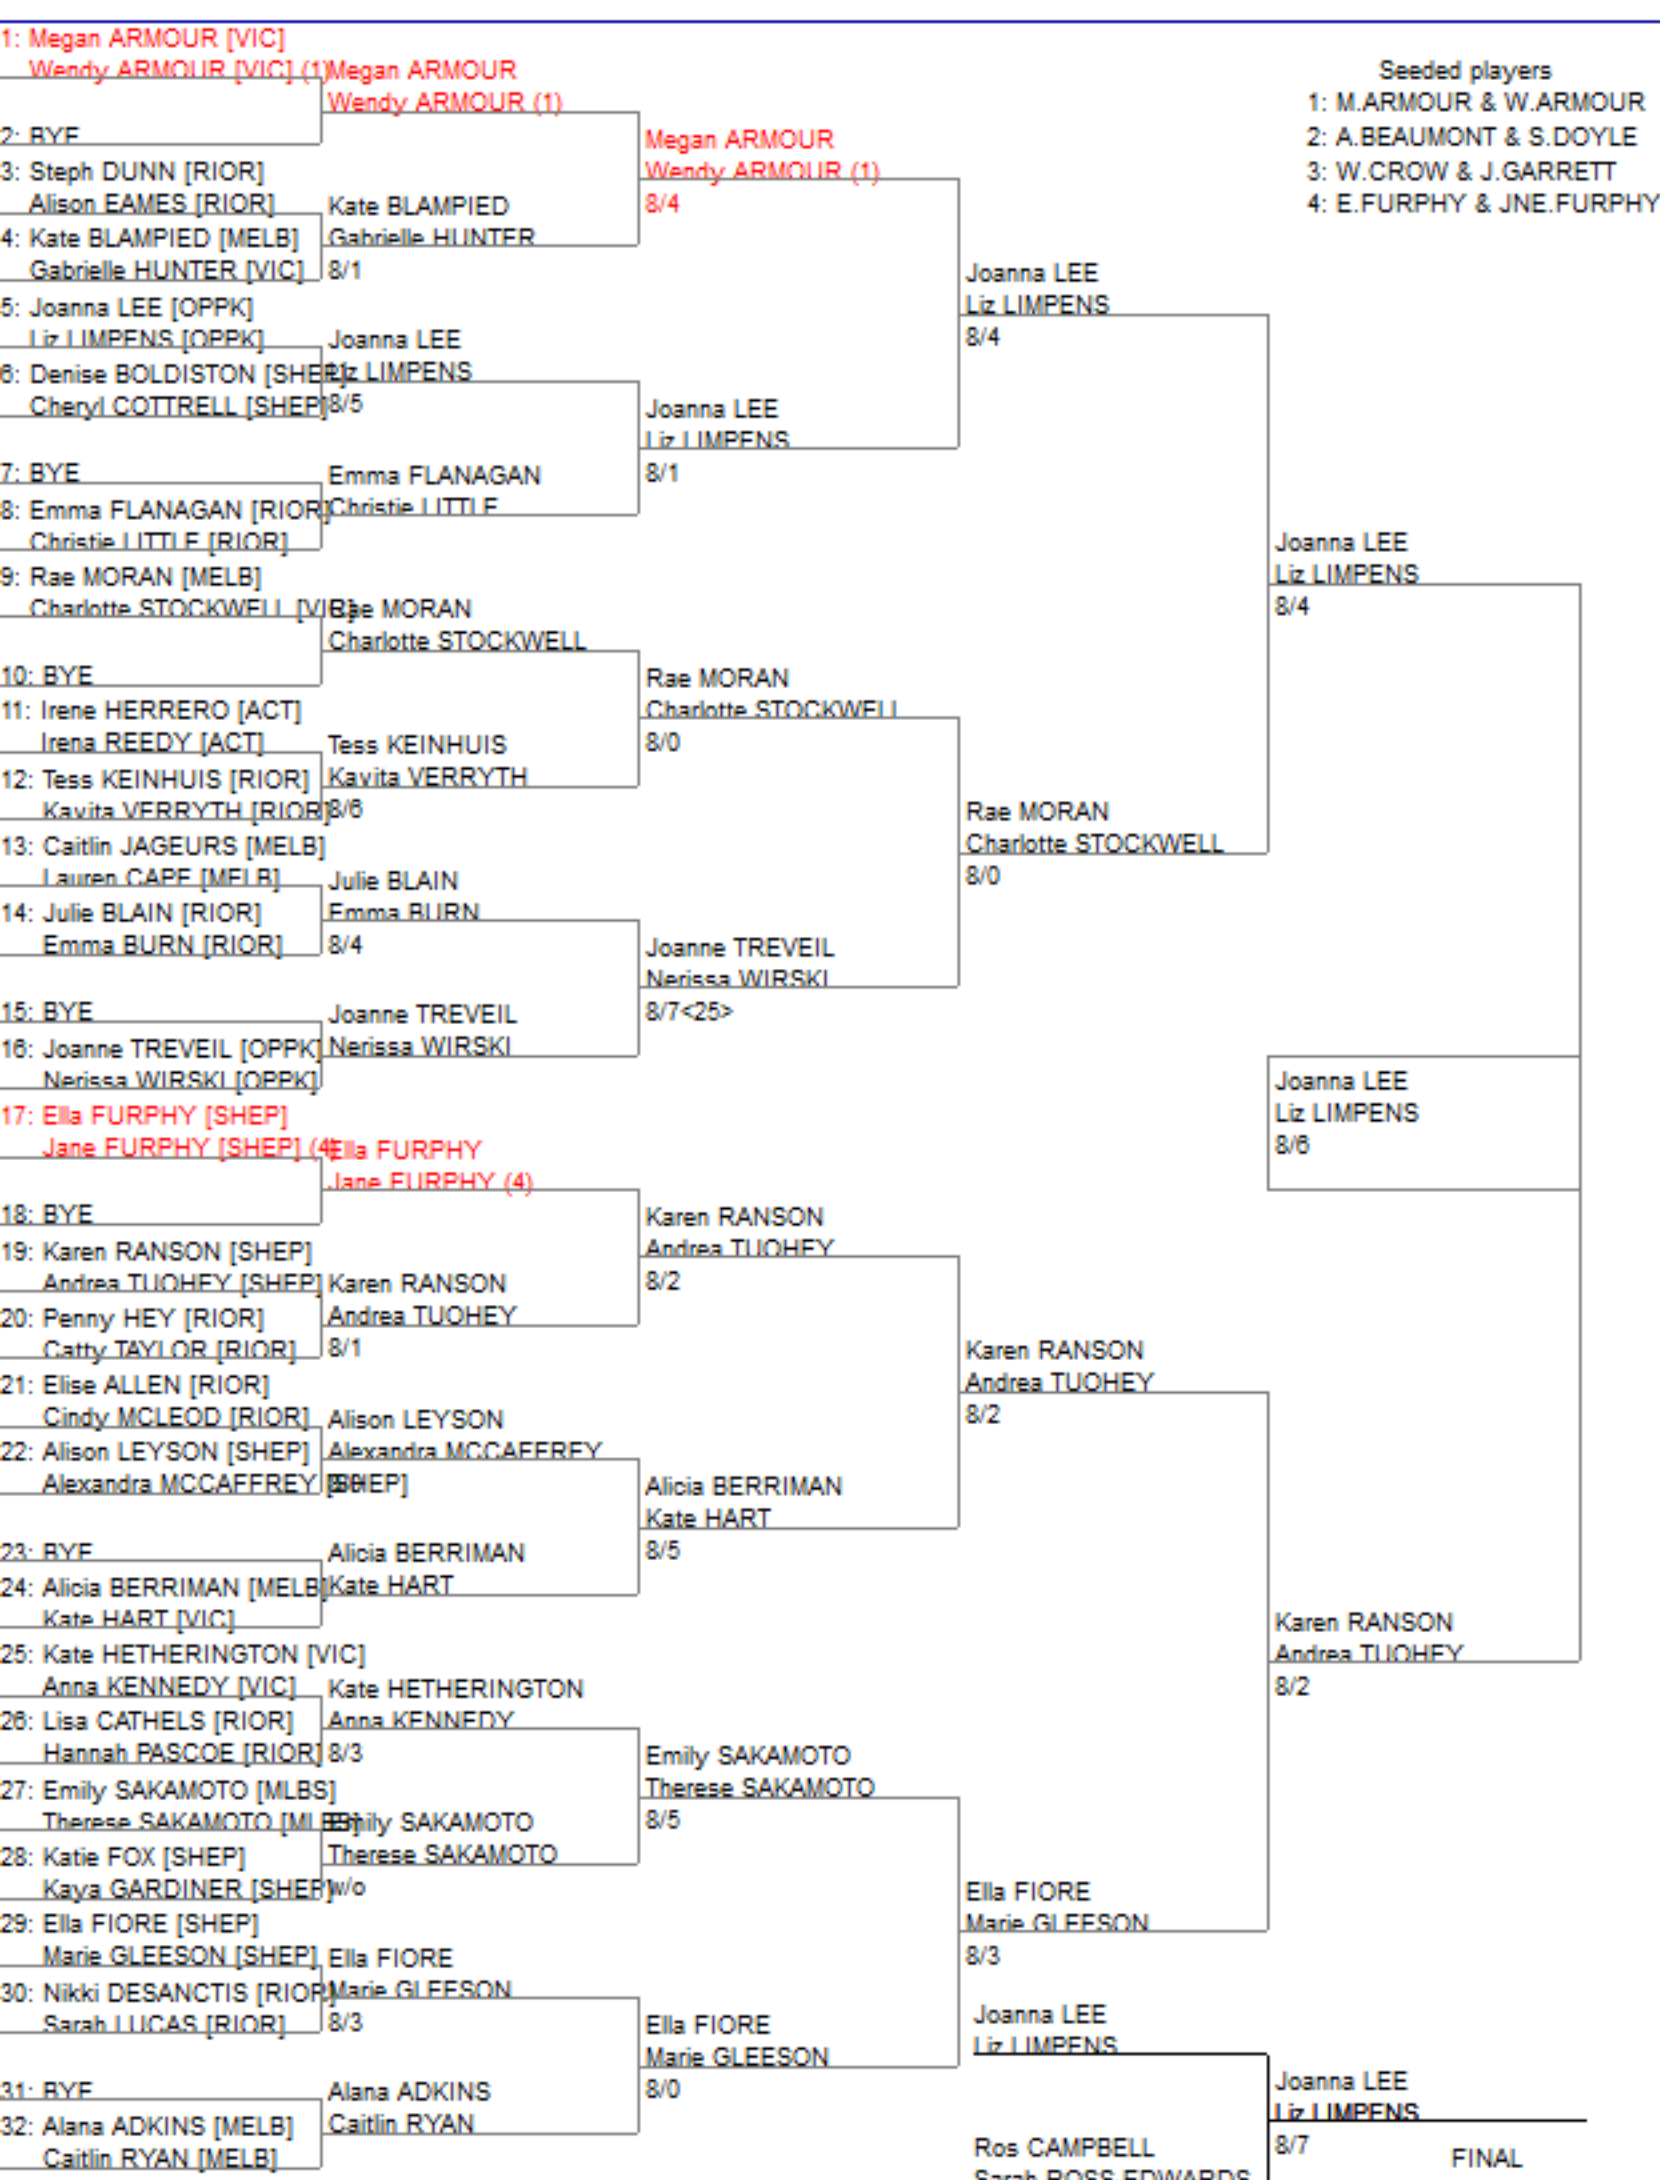 1: Megan ARMOUR [VIC]
Wendy ARMOUR [VIC] (1)
2: BYE
3: Steph DUNN [RIOR]
Alison EAMES [RIOR]
4: Kate BLAMPIED [MELB]
Gabrielle HUNTER [VIC]
5: Joanna LEE [OPPK]
Liz LIMPENS [OPPK]
6: Denise BOLDISTON [SHEP]
Cheryl COTTRELL [SHEP]
7: BYE
8: Emma FLANAGAN [RIOR]
Christie LITTLE [RIOR]
9: Rae MORAN [MELB]
Charlotte STOCKWELL [VIC]
10: BYE
11: Irene HERRERO [ACT]
Irena REEDY [ACT]
12: Tess KEINHUIS [RIOR]
Kavita VERRYTH [RIOR]
13: Caitlin JAGEURS [MELB]
Lauren CAPE [MELB]
14: Julie BLAIN [RIOR]
Emma BURN [RIOR]
15: BYE
16: Joanne TREVEIL [OPPK]
Nerissa WIRSKI [OPPK]
17: Ella FURPHY [SHEP]
Jane FURPHY [SHEP] (4)
18: BYE
19: Karen RANSON [SHEP]
Andrea TUOHEY [SHEP]
20: Penny HEY [RIOR]
Catty TAYLOR [RIOR]
21: Elise ALLEN [RIOR]
Cindy MCLEOD [RIOR]
22: Alison LEYSON [SHEP]
Alexandra MCCAFFREY [SHEP]
23: BYE
24: Alicia BERRIMAN [MELB]
Kate HART [VIC]
25: Kate HETHERINGTON [VIC]
Anna KENNEDY [VIC]
26: Lisa CATHELS [RIOR]
Hannah PASCOE [RIOR]
27: Emily SAKAMOTO [MLBS]
Therese SAKAMOTO [MLBS]
28: Katie FOX [SHEP]
Kaya GARDINER [SHEP]
29: Ella FIORE [SHEP]
Marie GLEESON [SHEP]
30: Nikki DESANCTIS [RIOR]
Sarah LUCAS [RIOR]
31: BYE
32: Alana ADKINS [MELB]
Caitlin RYAN [MELB]
Megan ARMOUR
Wendy ARMOUR (1)
Kate BLAMPIED
Gabrielle HUNTER
8/1
Joanna LEE
Liz LIMPENS
8/5
Emma FLANAGAN
Christie LITTLE
Rae MORAN
Charlotte STOCKWELL
Tess KEINHUIS
Kavita VERRYTH
8/6
Julie BLAIN
Emma BURN
8/4
Joanne TREVEIL
Nerissa WIRSKI
Ella FURPHY
Jane FURPHY (4)
Karen RANSON
Andrea TUOHEY
8/1
Alison LEYSON
Alexandra MCCAFFREY
Alicia BERRIMAN
Kate HART
Kate HETHERINGTON
Anna KENNEDY
8/3
Emily SAKAMOTO
Therese SAKAMOTO
w/o
Ella FIORE
Marie GLEESON
8/3
Alana ADKINS
Caitlin RYAN
Megan ARMOUR
Wendy ARMOUR (1)
8/4
Joanna LEE
Liz LIMPENS
8/1
Rae MORAN
Charlotte STOCKWELL
8/0
Joanne TREVEIL
Nerissa WIRSKI
8/7<25>
Karen RANSON
Andrea TUOHEY
8/2
Alicia BERRIMAN
Kate HART
8/5
Emily SAKAMOTO
Therese SAKAMOTO
8/5
Ella FIORE
Marie GLEESON
8/0
Joanna LEE
Liz LIMPENS
8/4
Rae MORAN
Charlotte STOCKWELL
8/0
Karen RANSON
Andrea TUOHEY
8/2
Ella FIORE
Marie GLEESON
8/3
Joanna LEE
Liz LIMPENS
Ros CAMPBELL
Sarah ROSS EDWARDS
Seeded players
1: M.ARMOUR & W.ARMOUR
2: A.BEAUMONT & S.DOYLE
3: W.CROW & J.GARRETT
4: E.FURPHY & JNE.FURPHY
Joanna LEE
Liz LIMPENS
8/4
Joanna LEE
Liz LIMPENS
8/6
Karen RANSON
Andrea TUOHEY
8/2
Joanna LEE
Liz LIMPENS
8/7
FINAL